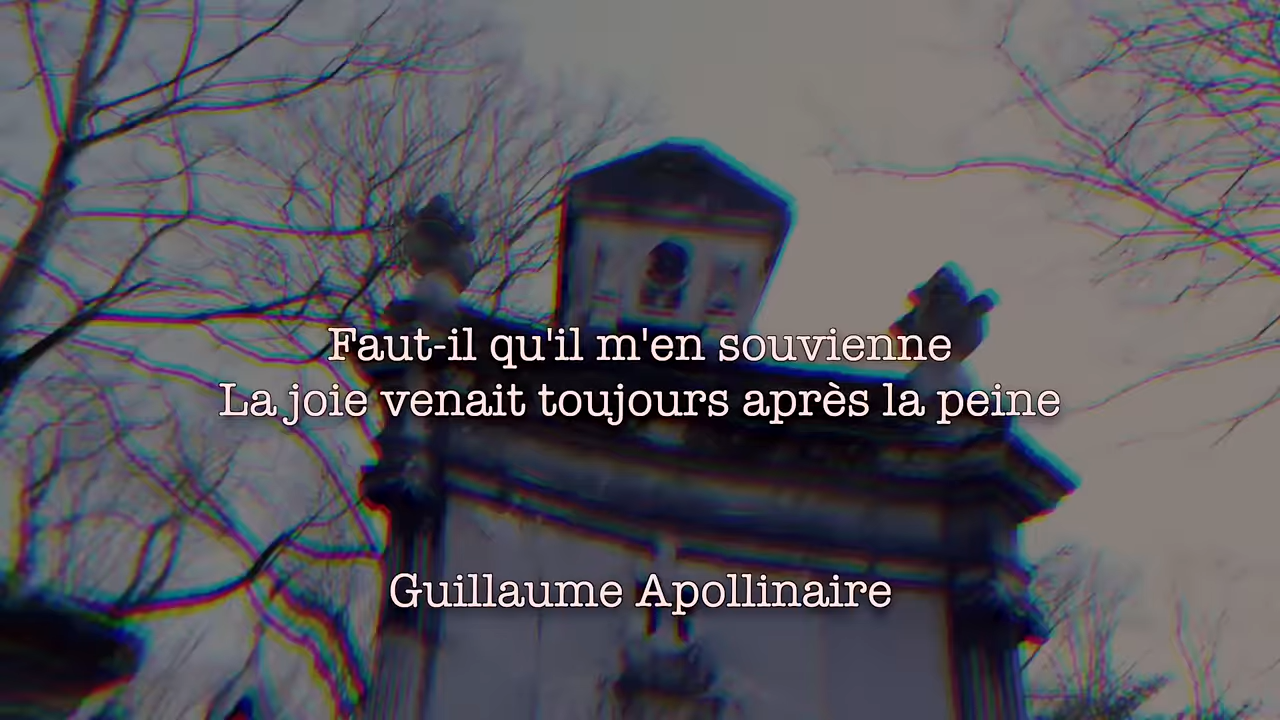 Faut-il qu'il m'en souvienne
La joie venait toujours après la peine
Guillaume Apollinaire